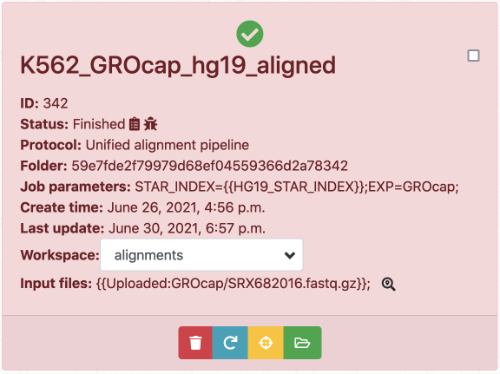 K562_GROcap_hg19_aligned
ID: 342
Status: Finished
Protocol: Unified alignment pipeline
Folder: 59e7fde2f79979d68ef04559366d2a78342
Job parameters: STAR_INDEX={{HG19_STAR_INDEX}};EXP=GROcap;
Create time: June 26, 2021, 4:56 p.m.
Last update: June 30, 2021, 6:57 p.m.
Workspace: alignments
Input files: {{Uploaded:GROcap/SRX682016.fastq.gz}};